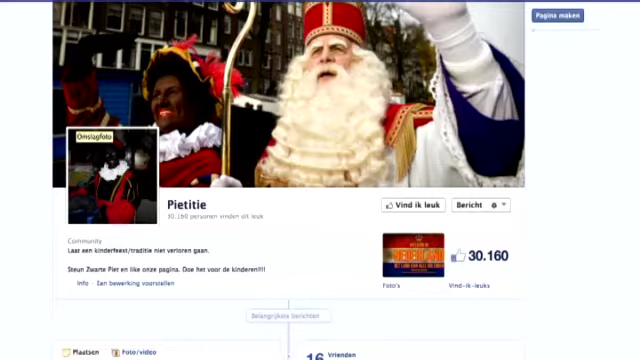 Pagina maken
Omslagfoto
Pietitie
30.160 personen vinden dit leuk
Vind ik leuk
Bericht
Community
Laat een kinderfeest/traditie niet verloren gaan.
Steun Zwarte Piet en like onze pagina. Doe het voor de kinderen!!!
Info · Een bewerking voorstellen
NEDERLAND
30.160
Foto's
Vind-ik-leuks
Belangrijkste berichten
Plaatsen
Foto/video
16 Vrienden